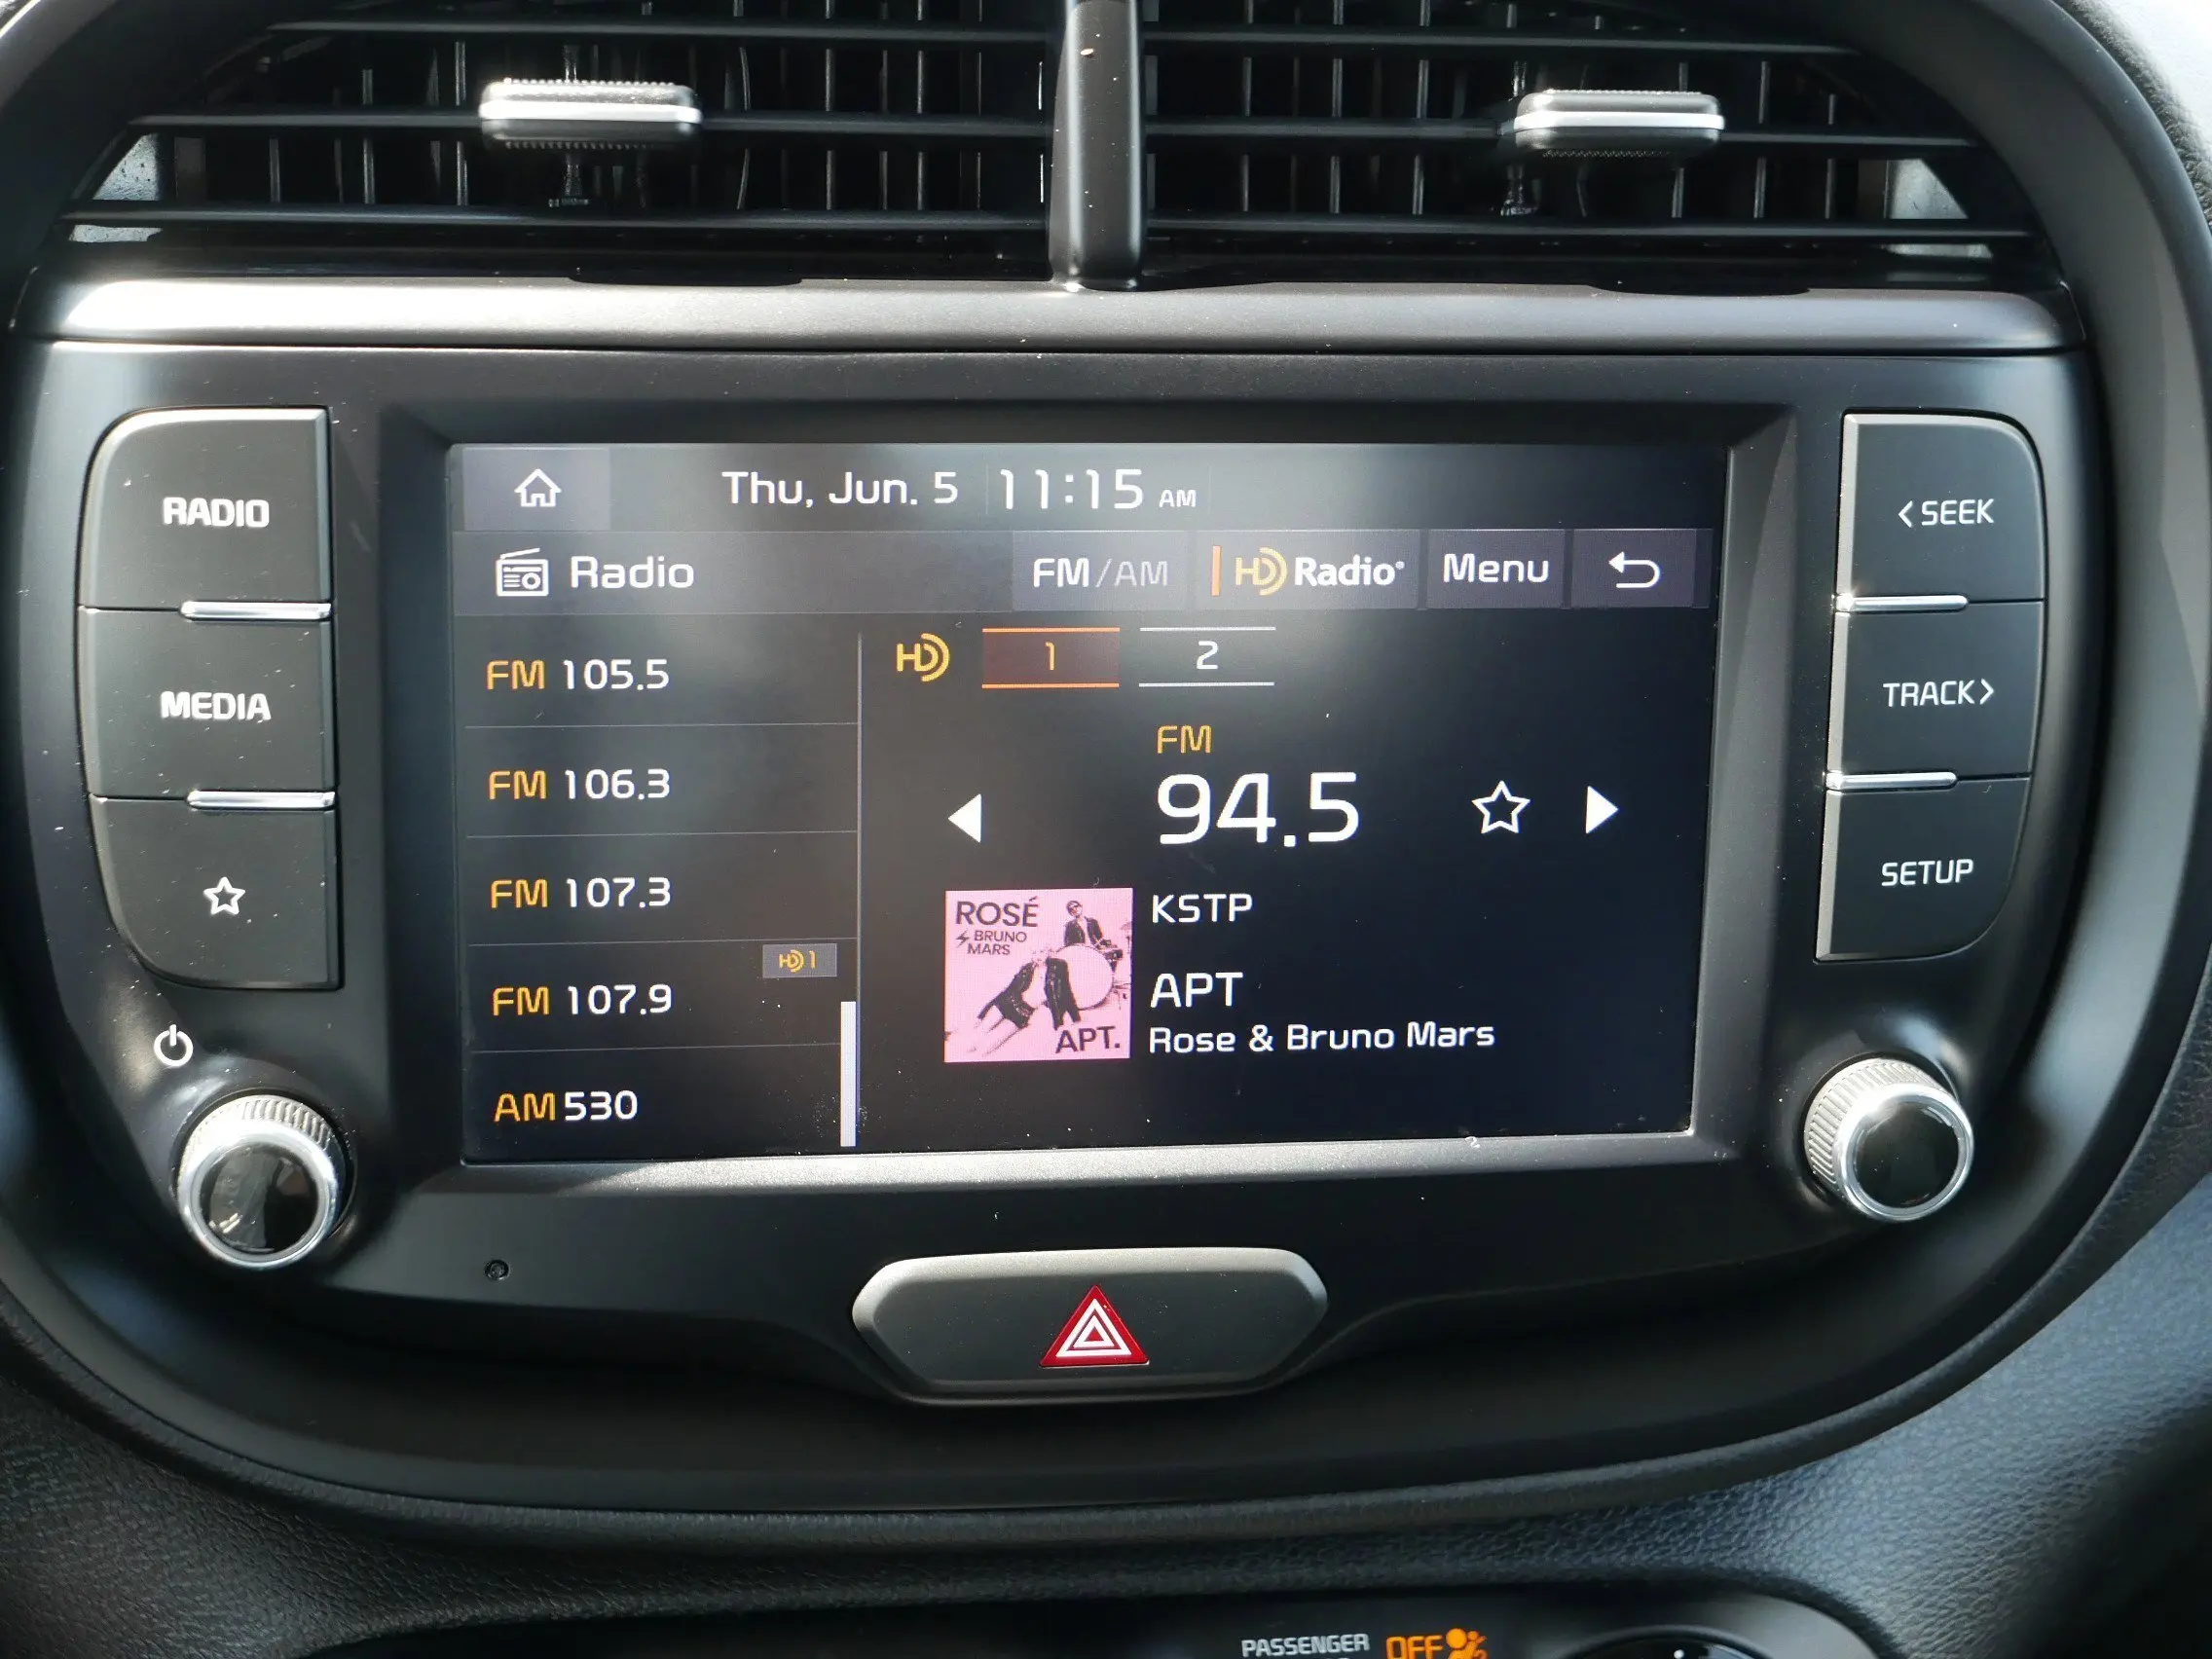 RADIO
MEDIA
Thu, Jun. 5 11:15 AM
Radio FM/AM HD Radio® Menu
FM 105.5
FM 106.3
FM 107.3
HD 1
FM 107.9
AM 530
HD 1 2
FM
94.5
KSTP
APT
Rose & Bruno Mars
ROSÉ
BRUNO
MARS
APT.
< SEEK
TRACK >
SETUP
PASSENGER OFF